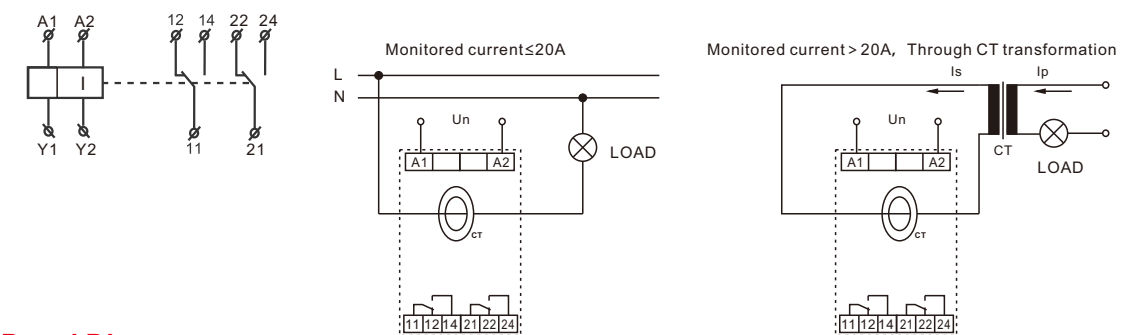 A1 A2 12 14 22 24
I
Y1 Y2 11 21
Monitored current≤20A
L
N
Un
A1 A2
LOAD
CT
11 12 14 21 22 24
Monitored current > 20A, Through CT transformation
Is Ip
Un
CT
LOAD
A1 A2
CT
11 12 14 21 22 24